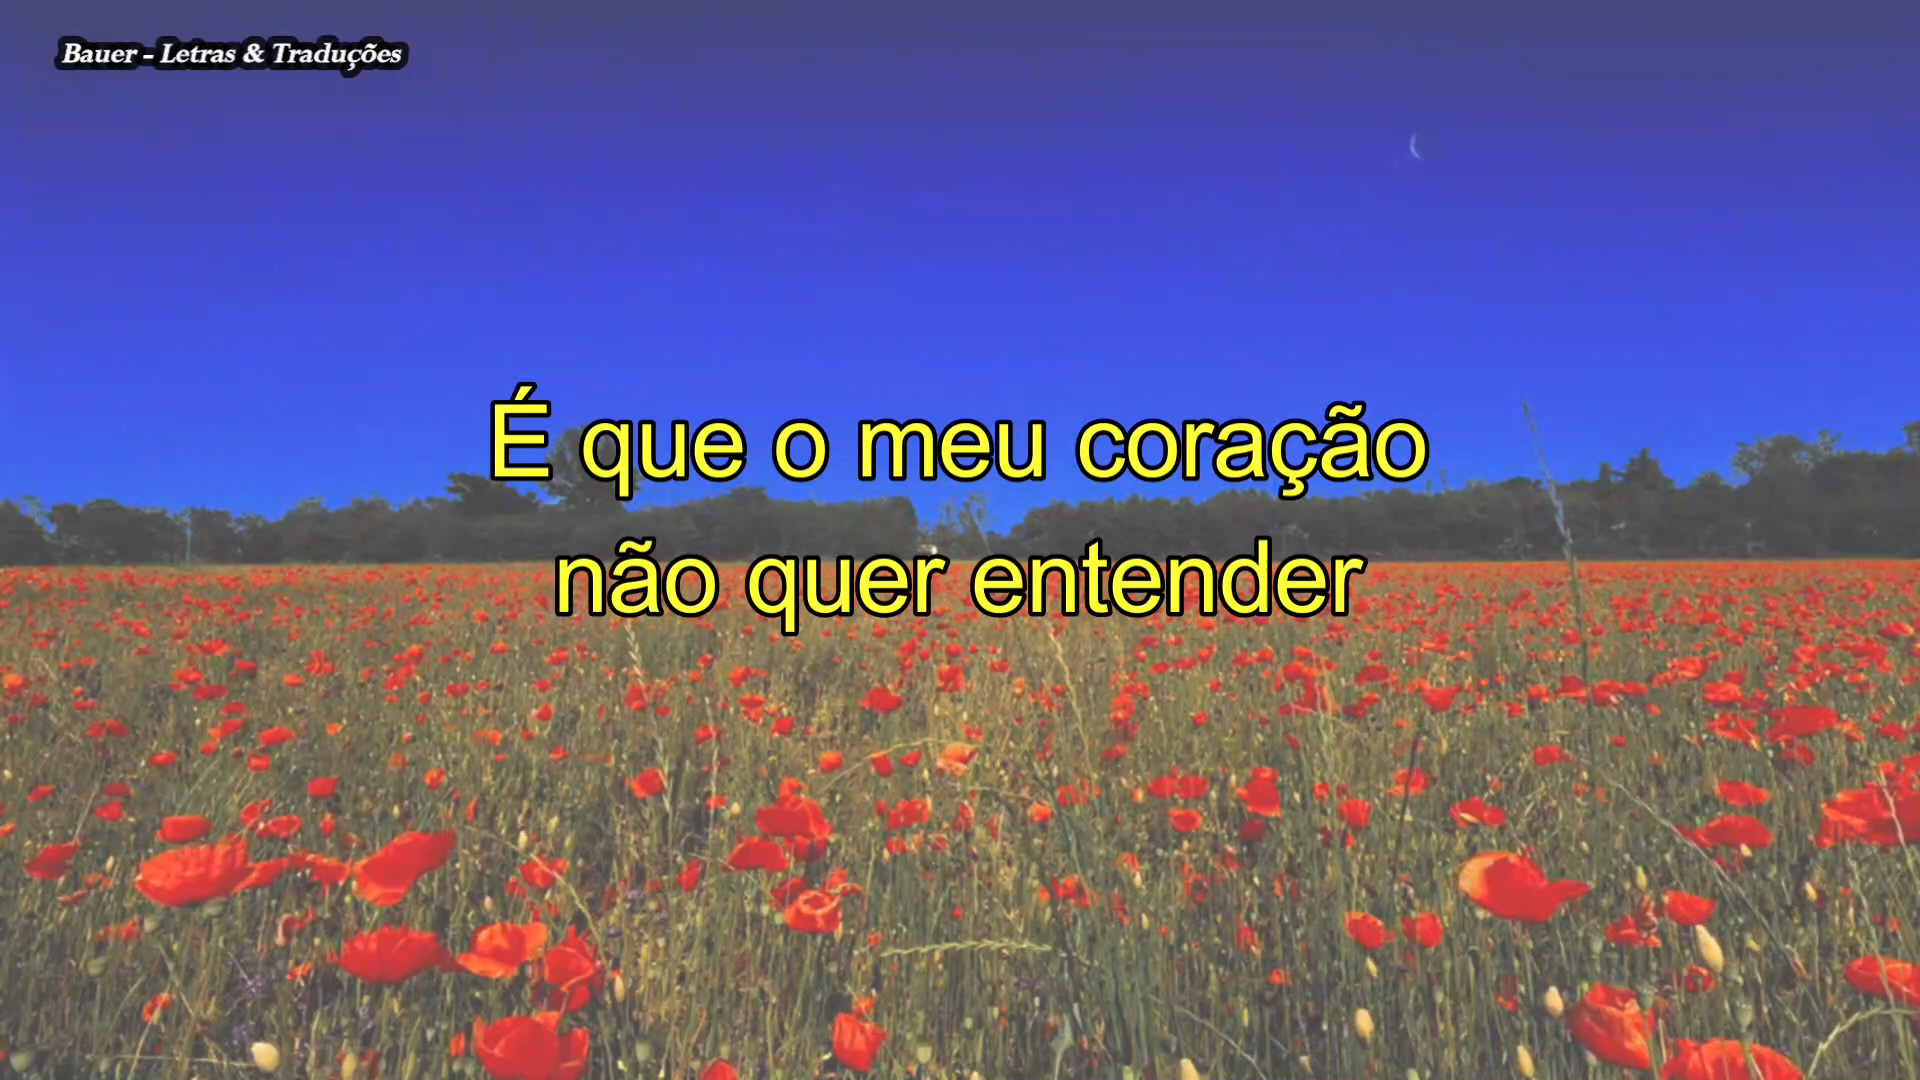 Bauer - Letras & Traduções
É que o meu coração
não quer entender